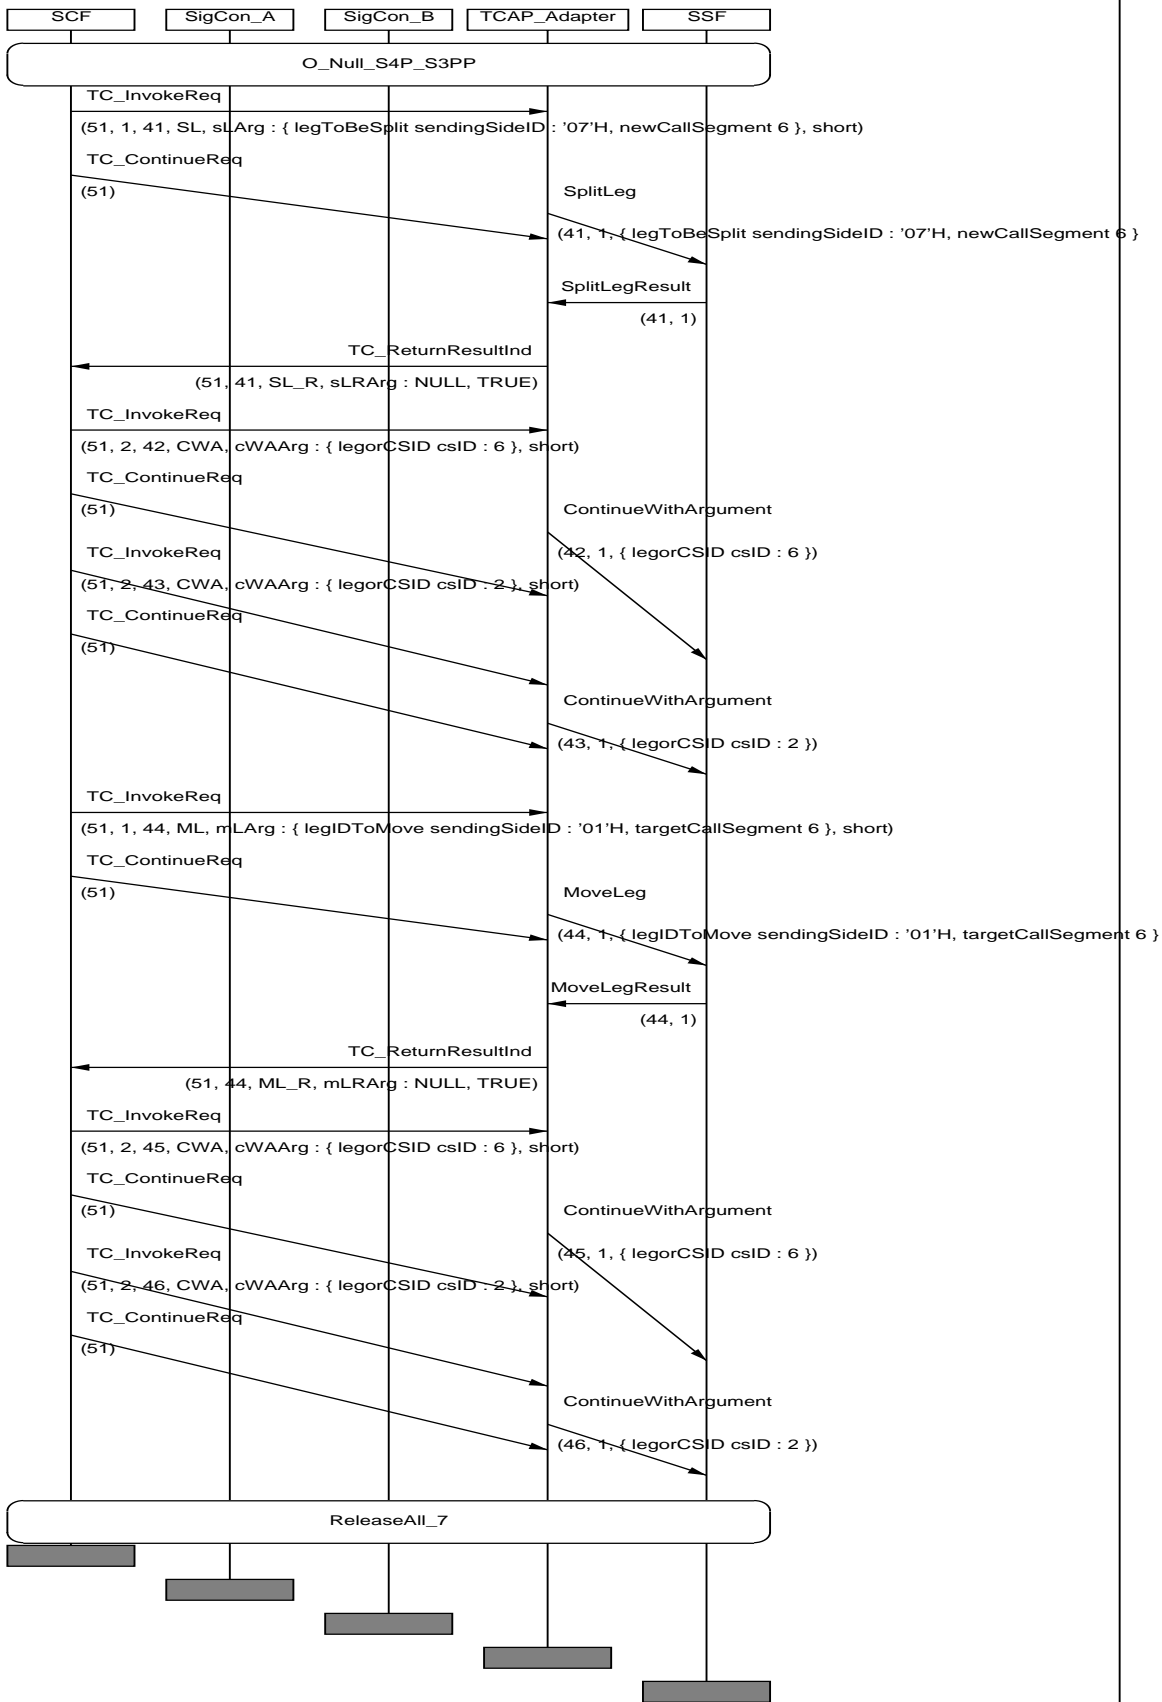 SCF SigCon_A SigCon_B TCAP_Adapter SSF
O_Null_S4P_S3PP
TC_InvokeReq
(51, 1, 41, SL, sLArg : { legToBeSplit sendingSideID : '07'H, newCallSegment 6 }, short)
TC_ContinueReq
(51)
SplitLeg
(41, 1, { legToBeSplit sendingSideID : '07'H, newCallSegment 6 }
SplitLegResult
(41, 1)
TC_ReturnResultInd
(51, 41, SL_R, sLRArg : NULL, TRUE)
TC_InvokeReq
(51, 2, 42, CWA, cWAArg : { legorCSID csID : 6 }, short)
TC_ContinueReq
(51)
ContinueWithArgument
TC_InvokeReq
(42, 1, { legorCSID csID : 6 })
(51, 2, 43, CWA, cWAArg : { legorCSID csID : 2 }, short)
TC_ContinueReq
(51)
ContinueWithArgument
(43, 1, { legorCSID csID : 2 })
TC_InvokeReq
(51, 1, 44, ML, mLArg : { legIDToMove sendingSideID : '01'H, targetCallSegment 6 }, short)
TC_ContinueReq
(51)
MoveLeg
(44, 1, { legIDToMove sendingSideID : '01'H, targetCallSegment 6 }
MoveLegResult
(44, 1)
TC_ReturnResultInd
(51, 44, ML_R, mLRArg : NULL, TRUE)
TC_InvokeReq
(51, 2, 45, CWA, cWAArg : { legorCSID csID : 6 }, short)
TC_ContinueReq
(51)
ContinueWithArgument
TC_InvokeReq
(45, 1, { legorCSID csID : 6 })
(51, 2, 46, CWA, cWAArg : { legorCSID csID : 2 }, short)
TC_ContinueReq
(51)
ContinueWithArgument
(46, 1, { legorCSID csID : 2 })
ReleaseAll_7